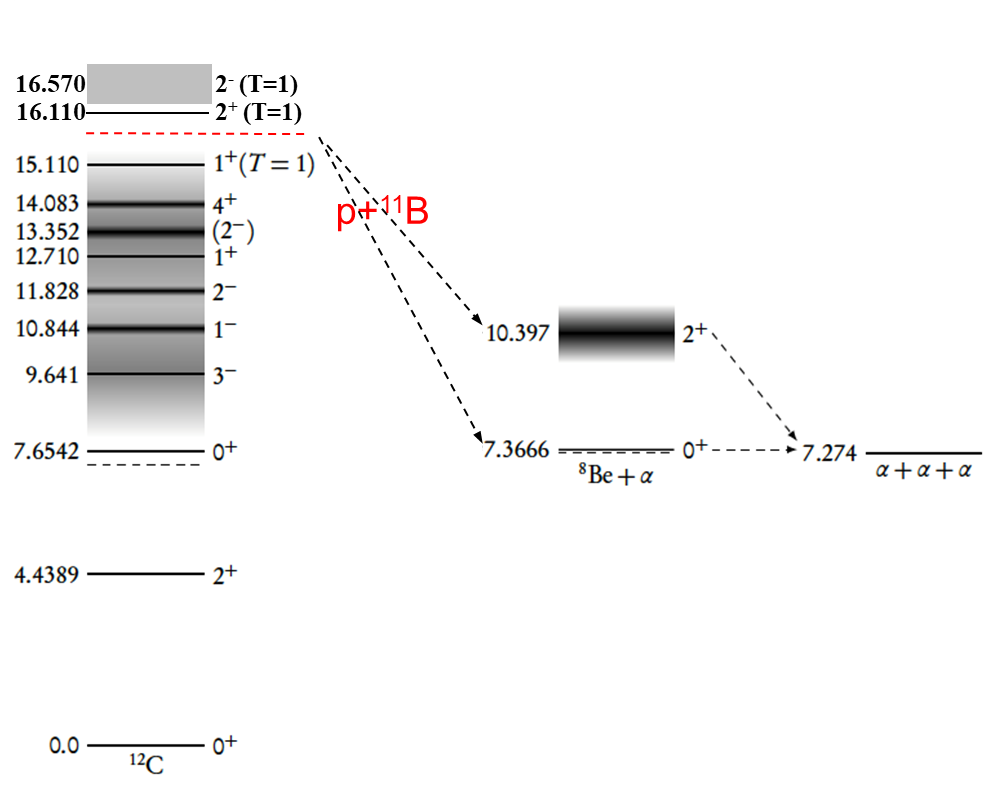 16.570 2⁻ (T=1)
16.110 2⁺ (T=1)
15.110 1⁺(T = 1)
14.083 4⁺
p+¹¹B
13.352 (2⁻)
12.710 1⁺
11.828 2⁻
10.844 1⁻
10.397 2⁺
9.641 3⁻
7.6542 0⁺
7.3666 0⁺
7.274
⁸Be + α
α + α + α
4.4389 2⁺
0.0 0⁺
¹²C